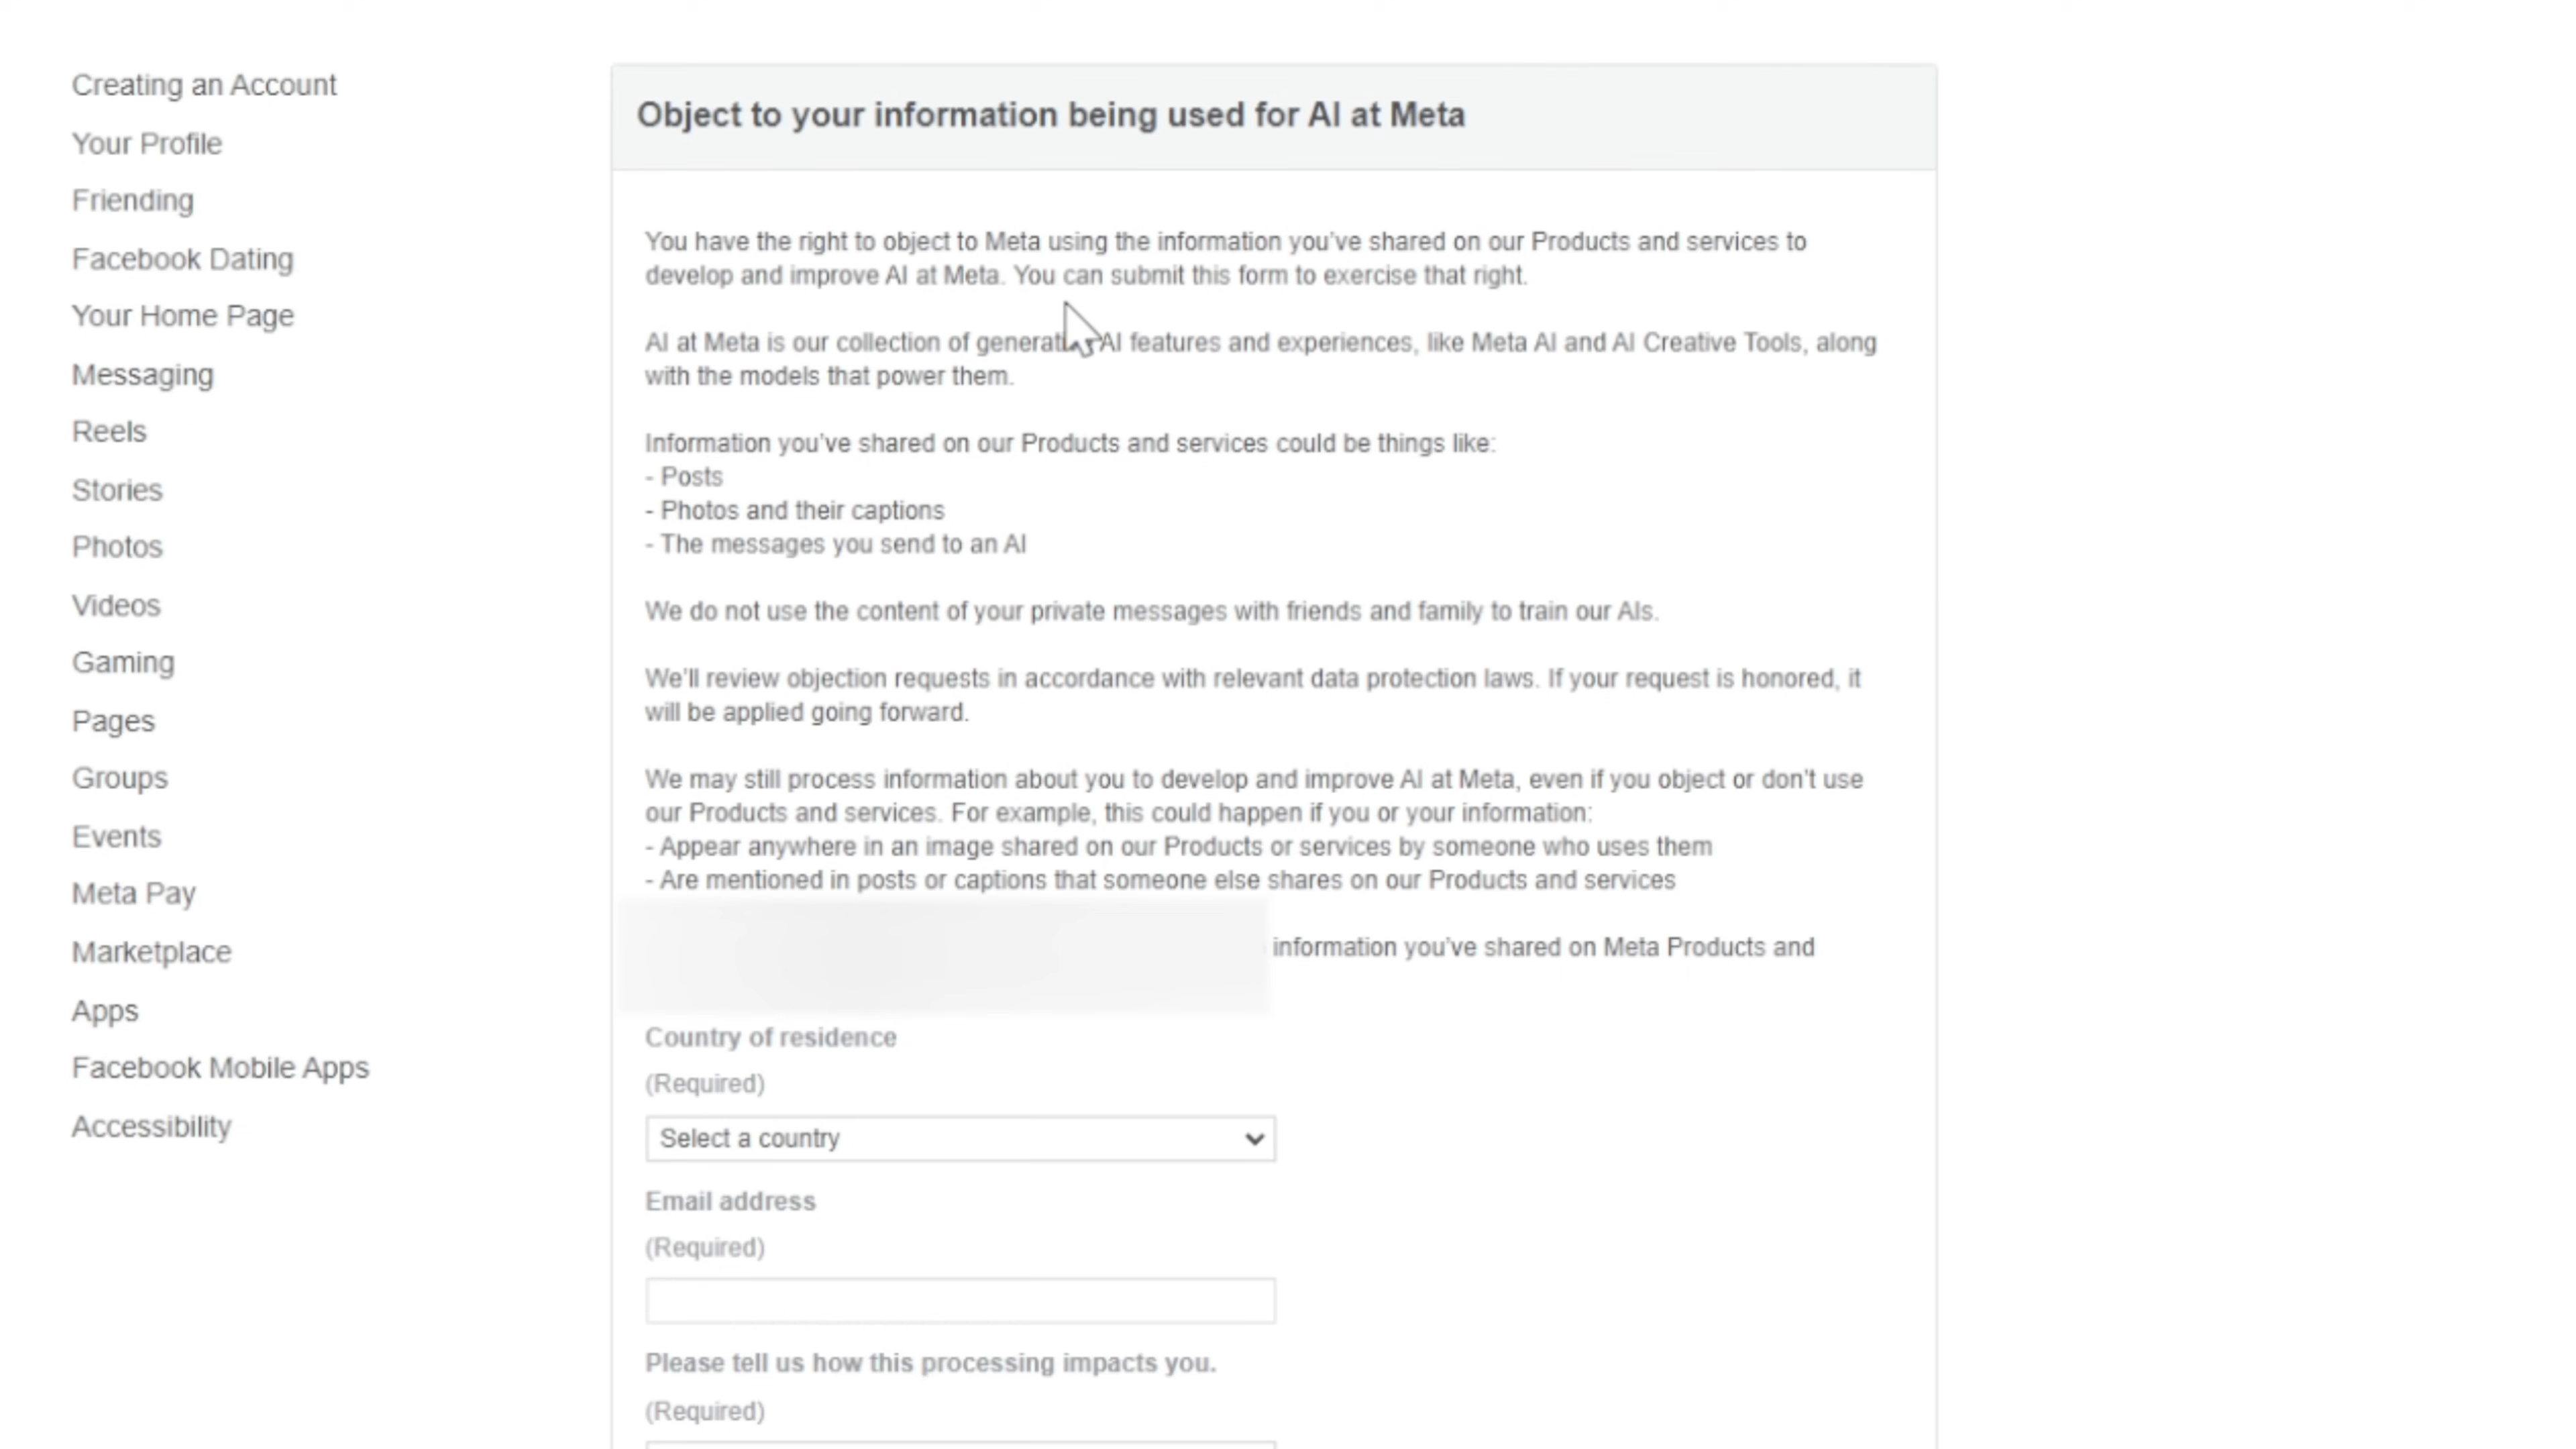 Creating an Account
Your Profile
Friending
Facebook Dating
Your Home Page
Messaging
Reels
Stories
Photos
Videos
Gaming
Pages
Groups
Events
Meta Pay
Marketplace
Apps
Facebook Mobile Apps
Accessibility
Object to your information being used for AI at Meta
You have the right to object to Meta using the information you've shared on our Products and services to
develop and improve AI at Meta. You can submit this form to exercise that right.
AI at Meta is our collection of AI features and experiences, like Meta AI and AI Creative Tools, along
with the models that power them.
Information you've shared on our Products and services could be things like:
- Posts
- Photos and their captions
- The messages you send to an AI
We do not use the content of your private messages with friends and family to train our AIs.
We'll review objection requests in accordance with relevant data protection laws. If your request is honored, it
will be applied going forward.
We may still process information about you to develop and improve AI at Meta, even if you object or don't use
our Products and services. For example, this could happen if you or your information:
- Appear anywhere in an image shared on our Products or services by someone who uses them
- Are mentioned in posts or captions that someone else shares on our Products and services
information you've shared on Meta Products and
Country of residence
(Required)
Select a country
Email address
(Required)
Please tell us how this processing impacts you.
(Required)